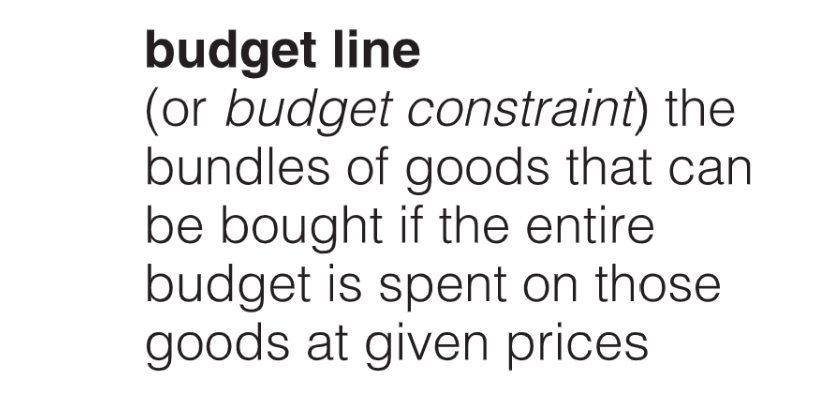 budget line
(or budget constraint) the
bundles of goods that can
be bought if the entire
budget is spent on those
goods at given prices